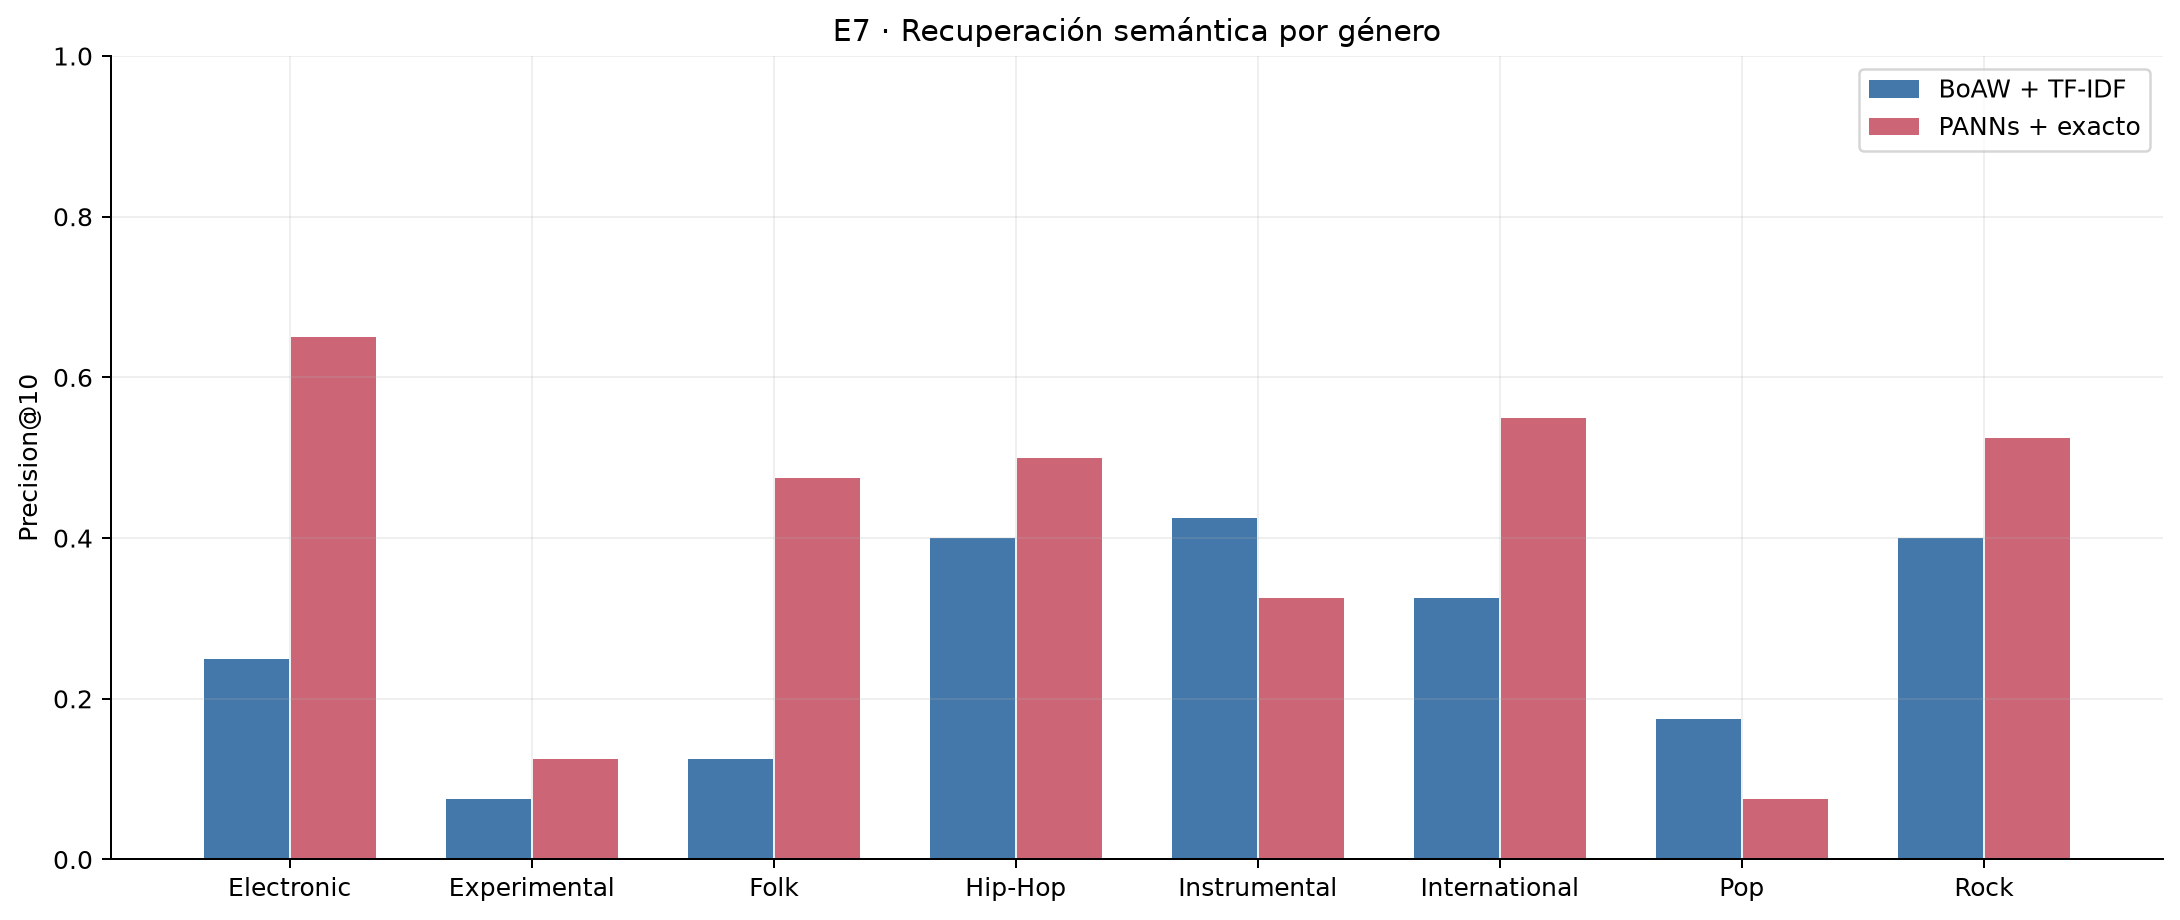 E7 · Recuperación semántica por género
1.0
0.8
0.6
0.4
0.2
0.0
Precision@10
BoAW + TF-IDF
PANNs + exacto
Electronic
Experimental
Folk
Hip-Hop
Instrumental
International
Pop
Rock